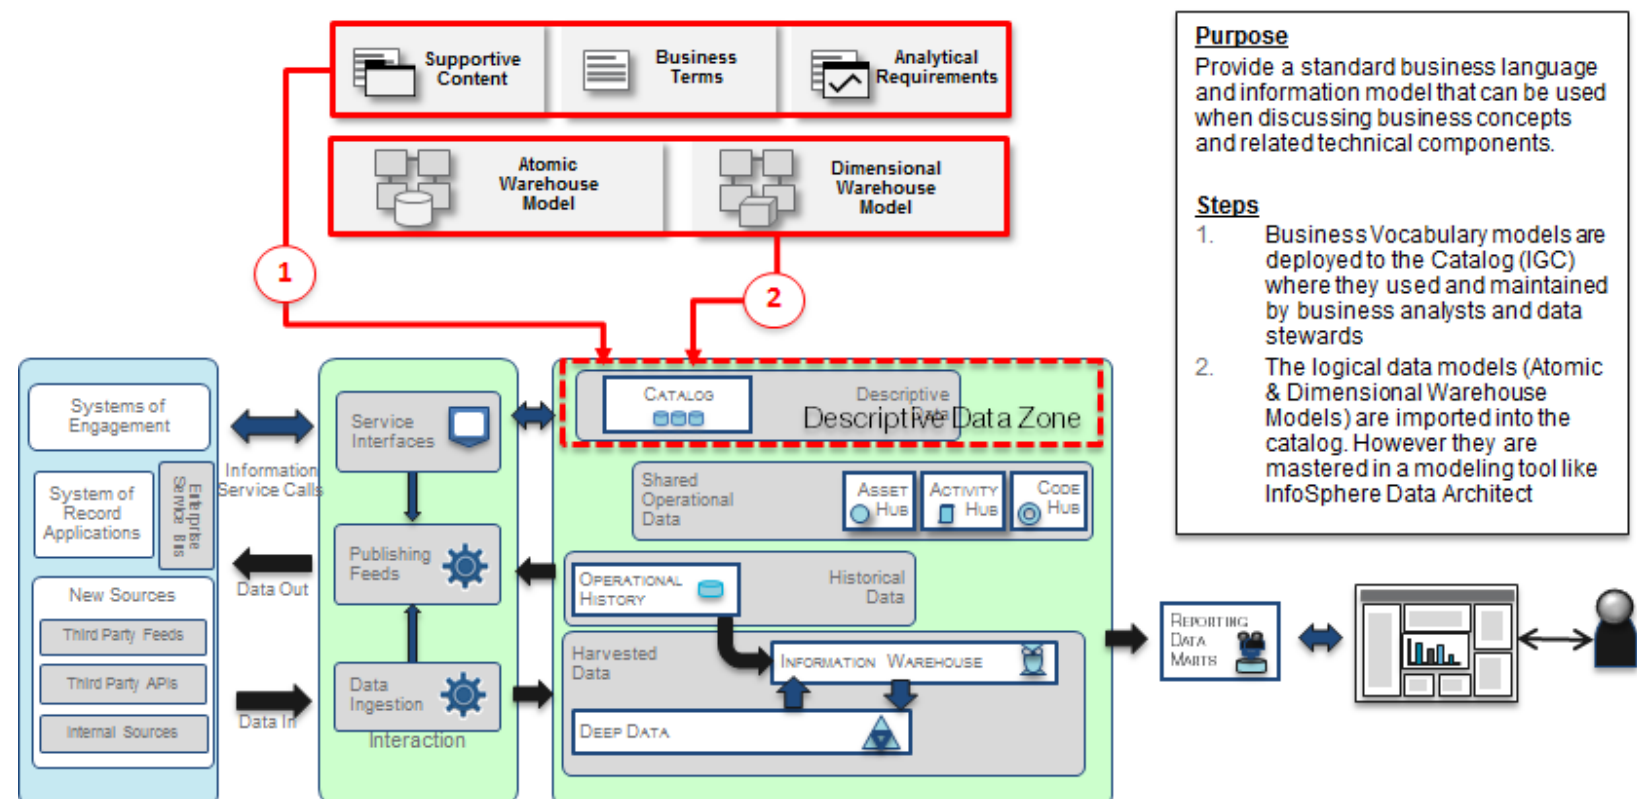 Supportive
Content
Business
Terms
Analytical
Requirements
Atomic
Warehouse
Model
Dimensional
Warehouse
Model
1
2
Purpose
Provide a standard business language
and information model that can be used
when discussing business concepts
and related technical components.
Steps
1. Business Vocabulary models are
deployed to the Catalog (IGC)
where they used and maintained
by business analysts and data
stewards
2. The logical data models (Atomic
& Dimensional Warehouse
Models) are imported into the
catalog. However they are
mastered in a modeling tool like
InfoSphere Data Architect
Systems of
Engagement
System of
Record
Applications
Enterprise
Service Bus
New Sources
Third Party Feeds
Third Party APIs
Internal Sources
Information
Service Calls
Data Out
Data In
Service
Interfaces
Publishing
Feeds
Data
Ingestion
Interaction
CATALOG
Descriptive
Data
Descriptive Data Zone
Shared
Operational
Data
ASSET
HUB
ACTIVITY
HUB
CODE
HUB
OPERATIONAL
HISTORY
Historical
Data
Harvested
Data
INFORMATION WAREHOUSE
DEEP DATA
REPORTING
DATA
MARTS